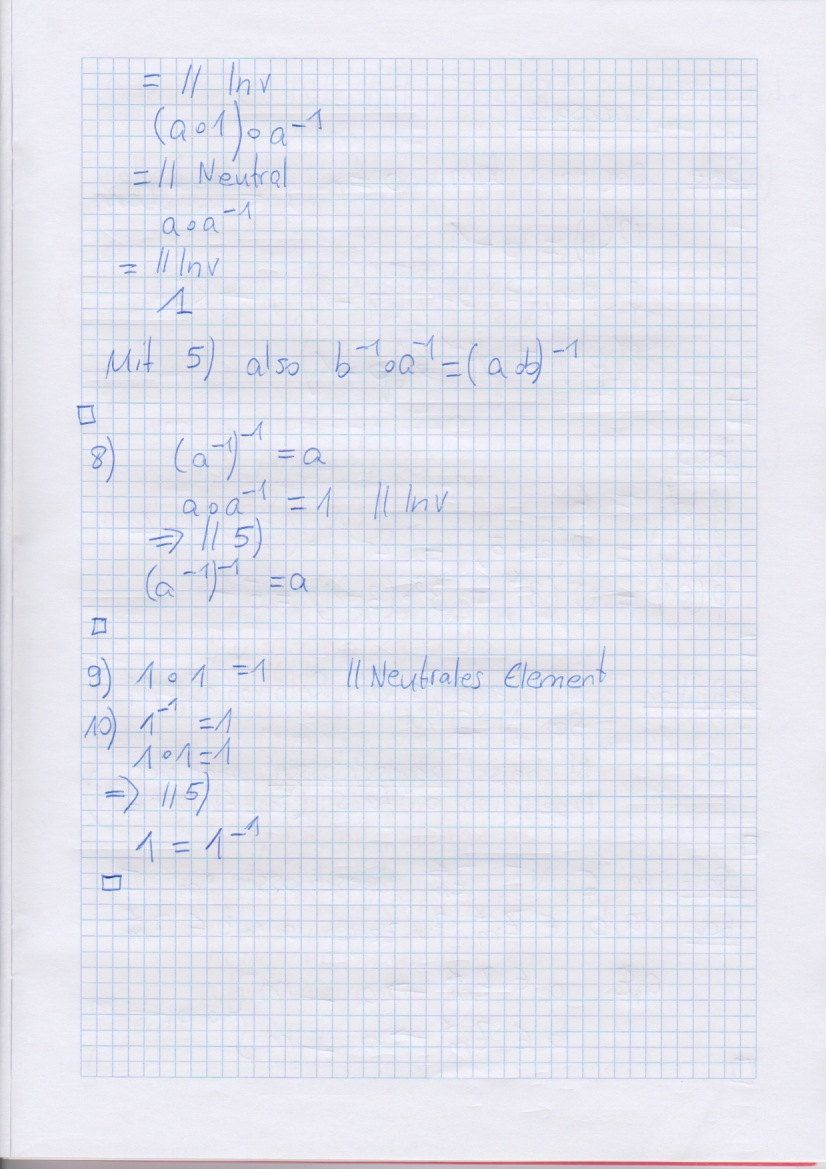 = || Inv
(a∘1)∘a⁻¹
= || Neutral
a∘a⁻¹
= || Inv
1
Mit 5) also b⁻¹∘a⁻¹=(a∘b)⁻¹
□
8) (a⁻¹)⁻¹ = a
a∘a⁻¹ = 1 || Inv
⇒ || 5)
(a⁻¹)⁻¹ = a
□
9) 1∘1 =1 || Neutrales Element
10) 1⁻¹ =1
1∘1=1
⇒ || 5)
1 = 1⁻¹
□